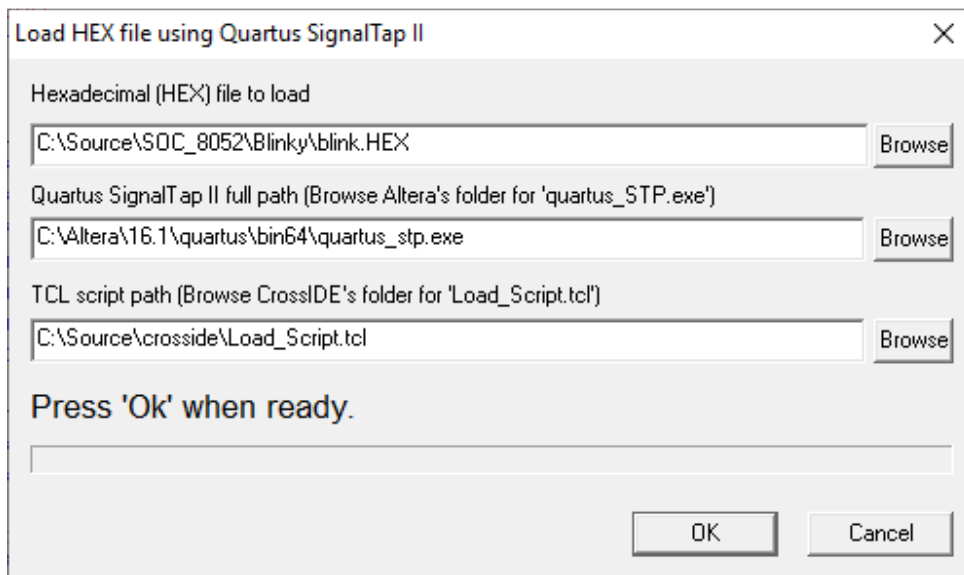 Load HEX file using Quartus SignalTap II
Hexadecimal (HEX) file to load
C:\Source\SOC_8052\Blinky\blink.HEX
Browse
Quartus SignalTap II full path (Browse Altera's folder for 'quartus_STP.exe')
C:\Altera\16.1\quartus\bin64\quartus_stp.exe
Browse
TCL script path (Browse CrossIDE's folder for 'Load_Script.tcl')
C:\Source\crosside\Load_Script.tcl
Browse
Press 'Ok' when ready.
OK
Cancel